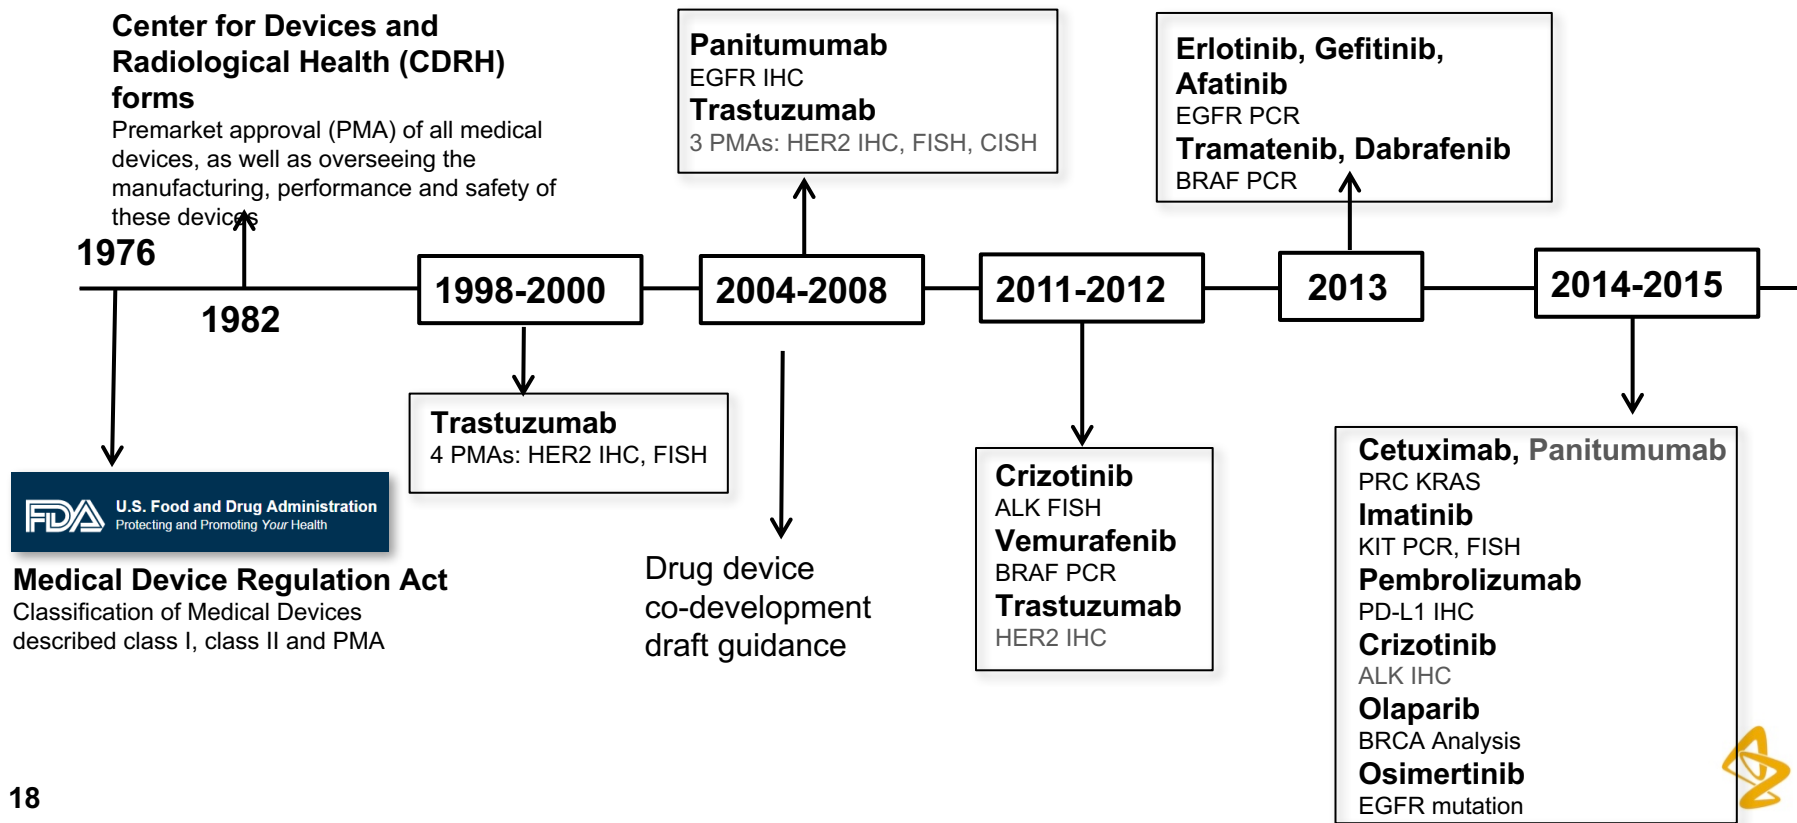 Center for Devices and
Radiological Health (CDRH)
forms
Premarket approval (PMA) of all medical
devices, as well as overseeing the
manufacturing, performance and safety of
these devices
Panitumumab
EGFR IHC
Trastuzumab
3 PMAs: HER2 IHC, FISH, CISH
Erlotinib, Gefitinib,
Afatinib
EGFR PCR
Tramatenib, Dabrafenib
BRAF PCR
1976
1982
1998-2000
2004-2008
2011-2012
2013
2014-2015
FDA
U.S. Food and Drug Administration
Protecting and Promoting Your Health
Medical Device Regulation Act
Classification of Medical Devices
described class I, class II and PMA
Trastuzumab
4 PMAs: HER2 IHC, FISH
Drug device
co-development
draft guidance
Crizotinib
ALK FISH
Vemurafenib
BRAF PCR
Trastuzumab
HER2 IHC
Cetuximab, Panitumumab
PRC KRAS
Imatinib
KIT PCR, FISH
Pembrolizumab
PD-L1 IHC
Crizotinib
ALK IHC
Olaparib
BRCA Analysis
Osimertinib
EGFR mutation
18